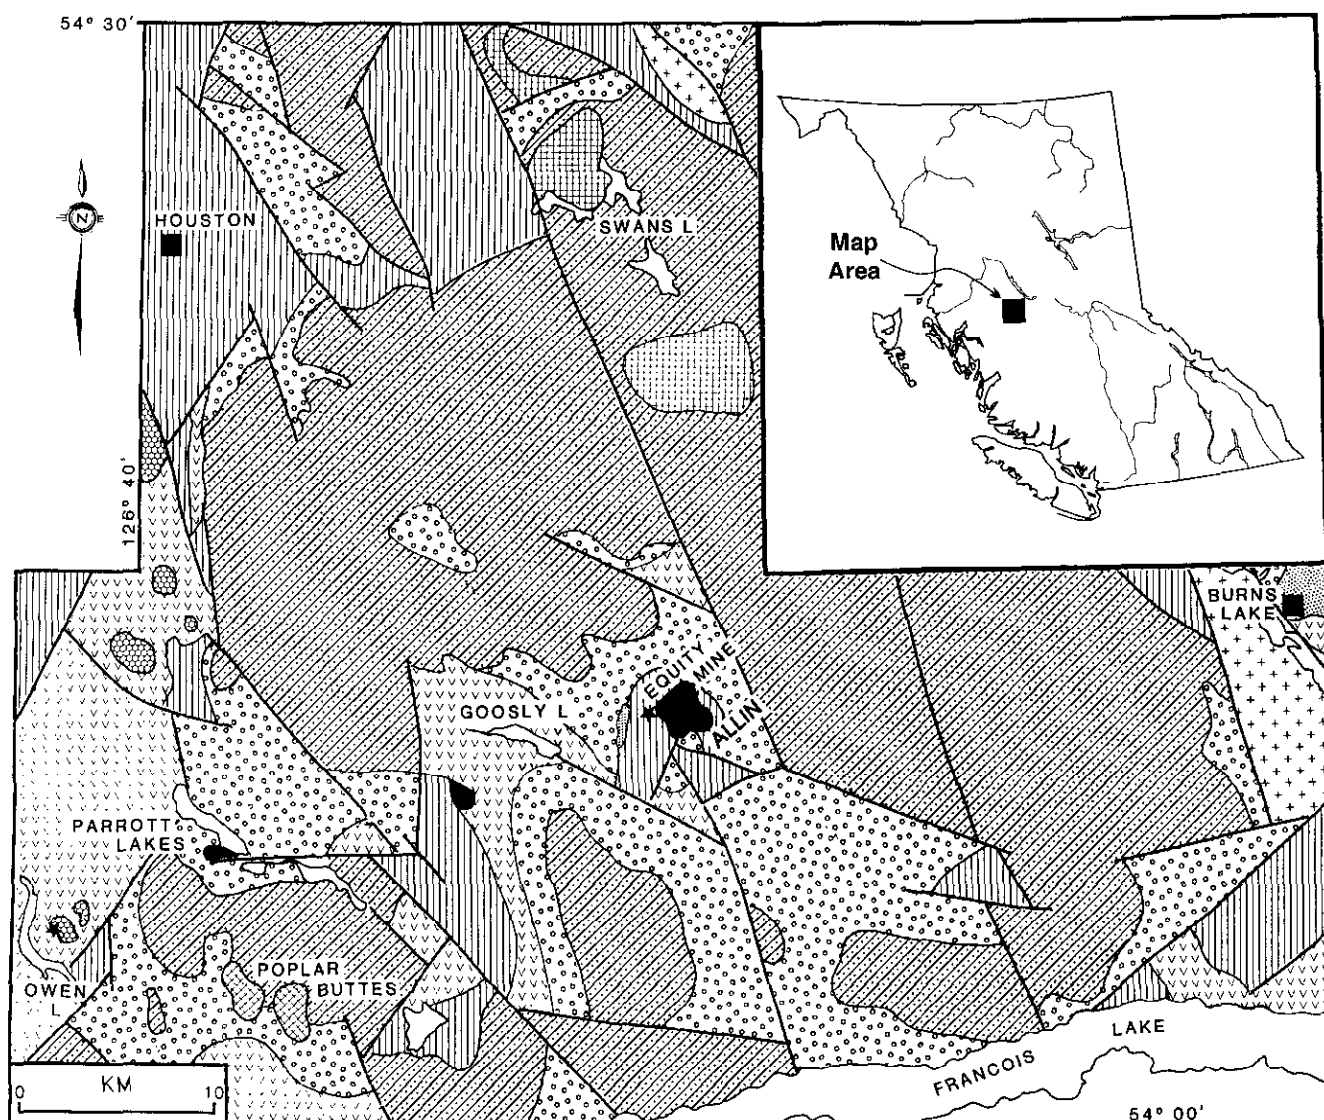 54° 30'
N
HOUSTON
SWANS L
Map
Area
126° 40'
BURNS
LAKE
EQUITY
MINE
GOOSLY L
ALLIN
PARROTT
LAKES
POPLAR
BUTTES
OWEN
L
FRANCOIS LAKE
KM
0 10
54° 00'